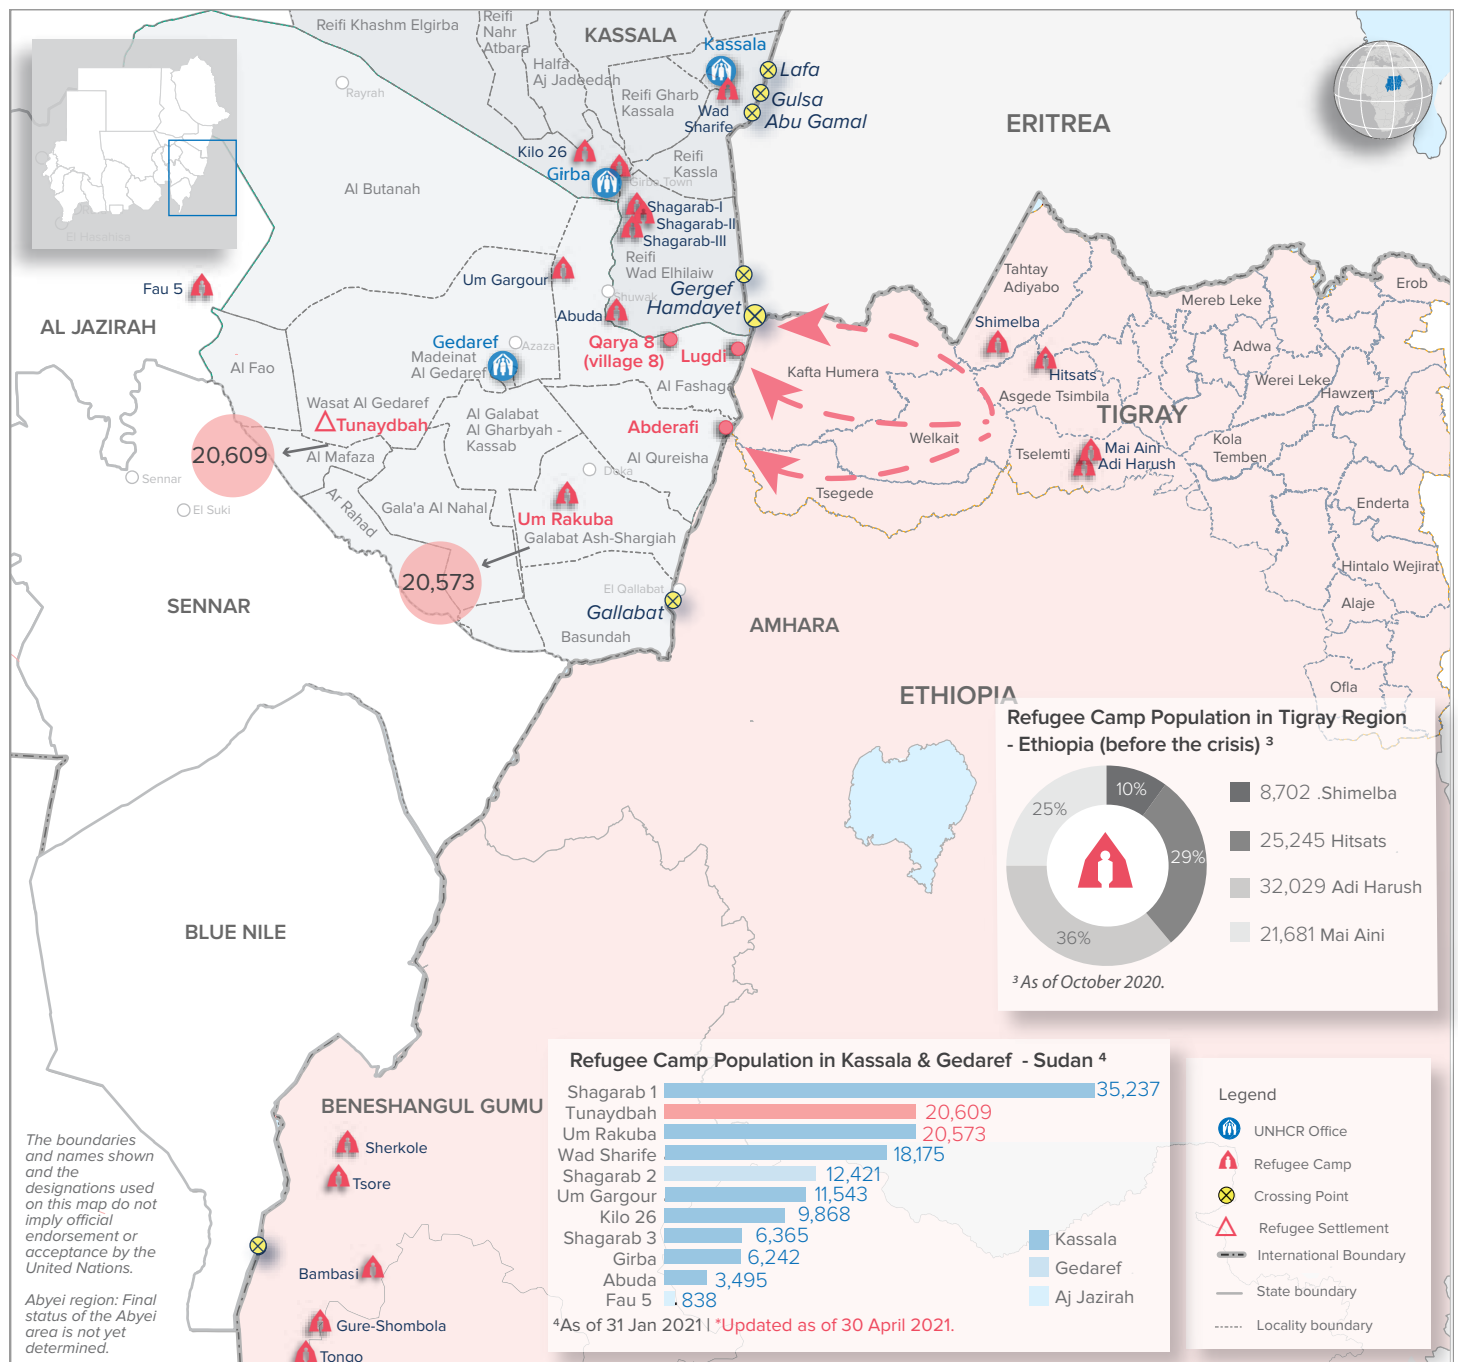 Reifi Khashm Elgirba
Reifi
Nahr
Atbara
KASSALA
Kassala
Lafa
Gulsa
Abu Gamal
Halfa
Aj Jadeedah
Reifi Gharb
Kassala
Wad
Sharife
Rayrah
ERITREA
Kilo 26
Girba
Girba Town
Reifi
Kassla
Al Butanah
El Hasahisa
Shagarab-I
Shagarab-II
Shagarab-III
Reifi
Wad Elhilaiw
Um Gargour
Gergef
Hamdayet
Shuwak
Abuda
Fau 5
AL JAZIRAH
Tahtay
Adiyabo
Erob
Mereb Leke
Shimelba
Adwa
Hitsats
Werei Leke
Hawzen
Asgede Tsimbila
TIGRAY
Gedaref
Azaza
Madeinat
Al Gedaref
Qarya 8
(village 8)
Lugdi
Al Fashaga
Kafta Humera
Al Fao
Wasat Al Gedaref
Tunaydbah
Al Galabat
Al Gharbyah -
Kassab
Abderafi
Welkait
Tselemti
Mai Aini
Adi Harush
Kola
Temben
20,609
Al Mafaza
Al Qureisha
Doka
Sennar
El Suki
Ar Rahad
Gala'a Al Nahal
Tsegede
Enderta
Um Rakuba
Galabat Ash-Shargiah
20,573
El Qallabat
Gallabat
Hintalo Wejirat
Alaje
SENNAR
AMHARA
Basundah
Ofla
ETHIOPIA
Refugee Camp Population in Tigray Region
- Ethiopia (before the crisis) ³
10%
25%
29%
36%
8,702 .Shimelba
25,245 Hitsats
32,029 Adi Harush
21,681 Mai Aini
³ As of October 2020.
BLUE NILE
BENESHANGUL GUMU
Sherkole
Tsore
Bambasi
Gure-Shombola
Tongo
The boundaries
and names shown
and the
designations used
on this map do not
imply official
endorsement or
acceptance by the
United Nations.
Abyei region: Final
status of the Abyei
area is not yet
determined.
Refugee Camp Population in Kassala & Gedaref - Sudan ⁴
Shagarab 1 35,237
Tunaydbah 20,609
Um Rakuba 20,573
Wad Sharife 18,175
Shagarab 2 12,421
Um Gargour 11,543
Kilo 26 9,868
Shagarab 3 6,365
Girba 6,242
Abuda 3,495
Fau 5 838
Kassala
Gedaref
Aj Jazirah
⁴As of 31 Jan 2021 | *Updated as of 30 April 2021.
Legend
UNHCR Office
Refugee Camp
Crossing Point
Refugee Settlement
International Boundary
State boundary
Locality boundary